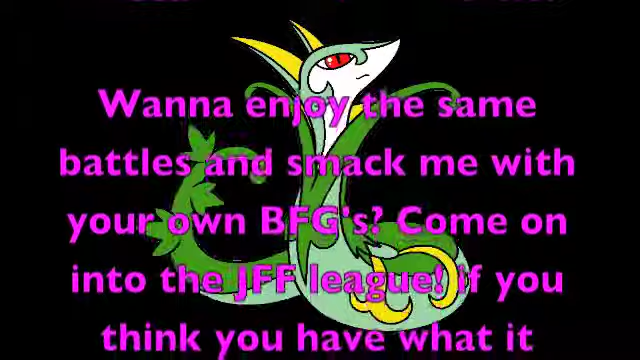 Wanna enjoy the same
battles and smack me with
your own BFG's? Come on
into the JFF league! If you
think you have what it